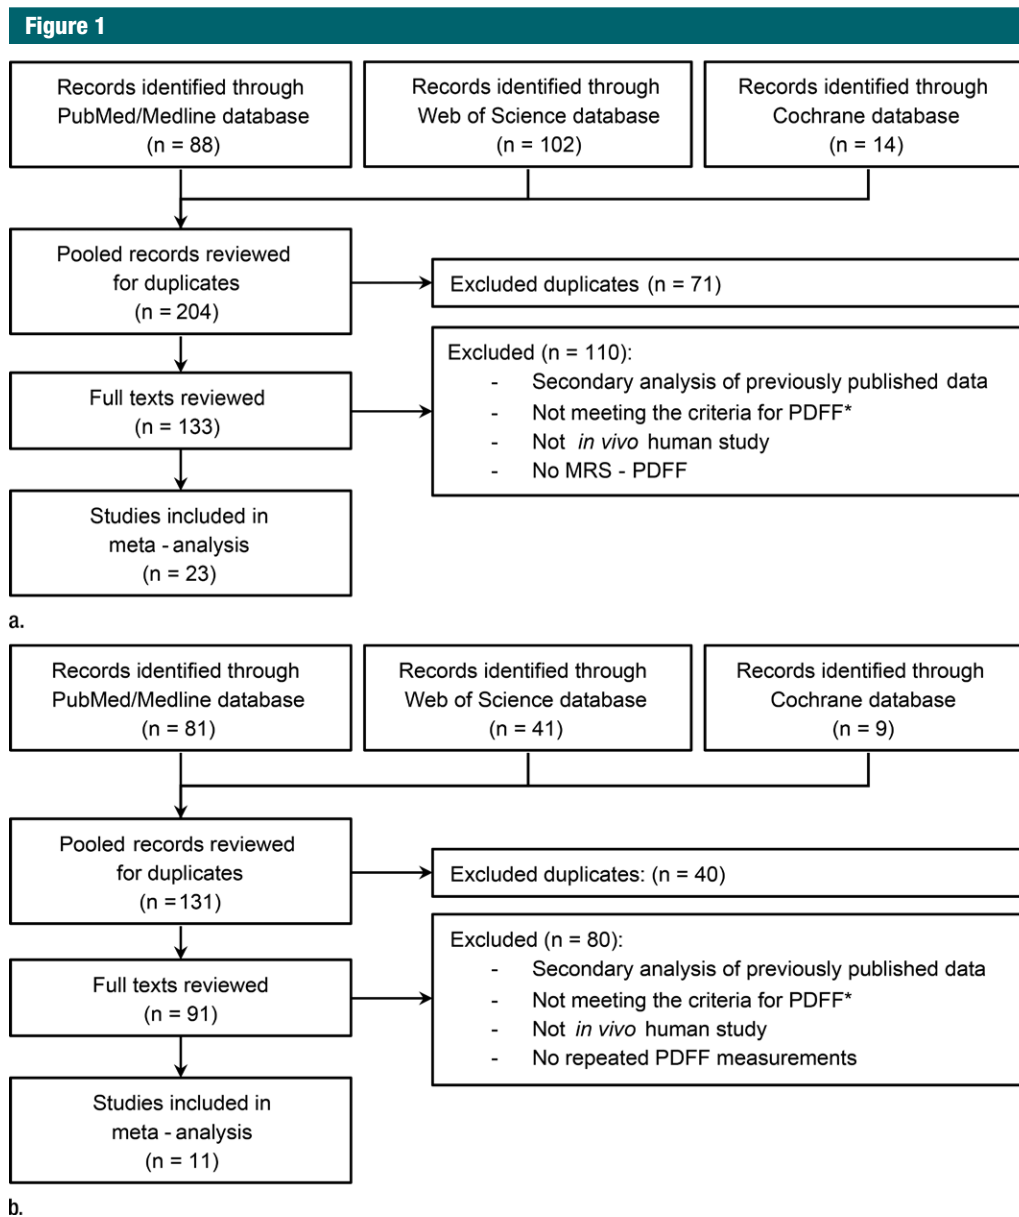 Figure 1
Records identified through
PubMed/Medline database
(n = 88)
Records identified through
Web of Science database
(n = 102)
Records identified through
Cochrane database
(n = 14)
Pooled records reviewed
for duplicates
(n = 204)
Excluded duplicates (n = 71)
Full texts reviewed
(n = 133)
Excluded (n = 110):
- Secondary analysis of previously published data
- Not meeting the criteria for PDFF*
- Not in vivo human study
- No MRS - PDFF
Studies included in
meta - analysis
(n = 23)
a.
Records identified through
PubMed/Medline database
(n = 81)
Records identified through
Web of Science database
(n = 41)
Records identified through
Cochrane database
(n = 9)
Pooled records reviewed
for duplicates
(n =131)
Excluded duplicates: (n = 40)
Full texts reviewed
(n = 91)
Excluded (n = 80):
- Secondary analysis of previously published data
- Not meeting the criteria for PDFF*
- Not in vivo human study
- No repeated PDFF measurements
Studies included in
meta - analysis
(n = 11)
b.